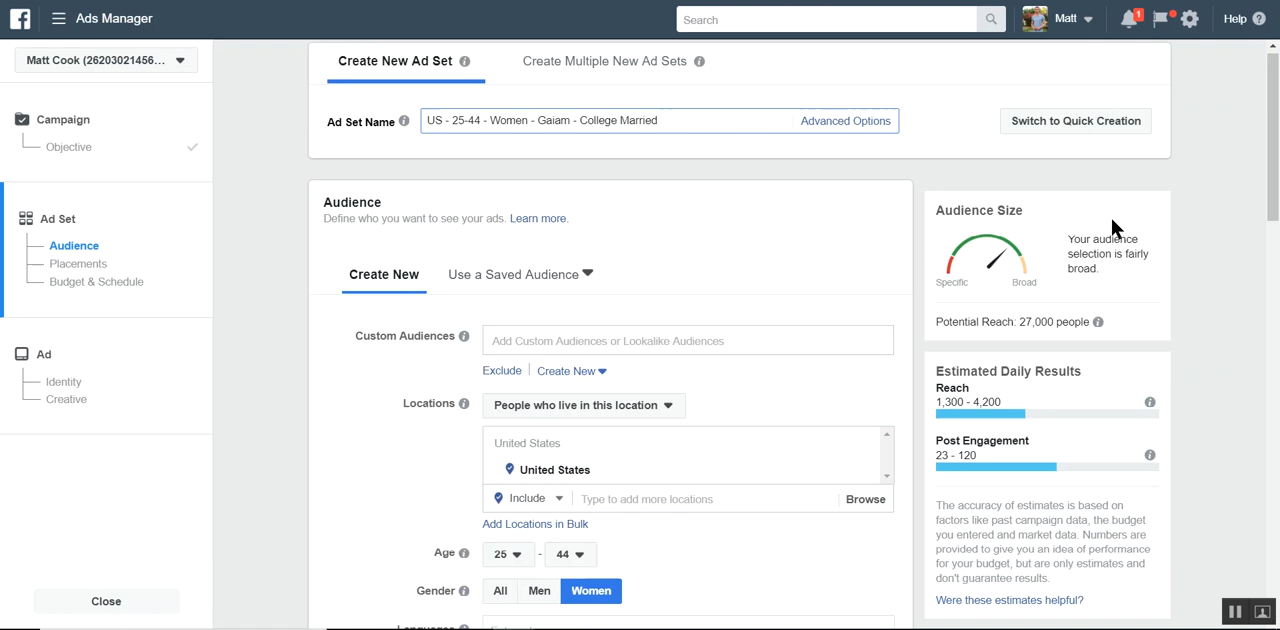 Ads Manager
Search
Matt
1
Help
Matt Cook (26203021456...
Campaign
Objective
Ad Set
Audience
Placements
Budget & Schedule
Ad
Identity
Creative
Close
Create New Ad Set
Create Multiple New Ad Sets
Ad Set Name
US - 25-44 - Women - Gaiam - College Married
Advanced Options
Switch to Quick Creation
Audience
Define who you want to see your ads. Learn more.
Create New
Use a Saved Audience
Custom Audiences
Add Custom Audiences or Lookalike Audiences
Exclude
Create New
Locations
People who live in this location
United States
United States
Include
Type to add more locations
Browse
Add Locations in Bulk
Age
25 - 44
Gender
All
Men
Women
Audience Size
Your audience
selection is fairly
broad.
Specific
Broad
Potential Reach: 27,000 people
Estimated Daily Results
Reach
1,300 - 4,200
Post Engagement
23 - 120
The accuracy of estimates is based on
factors like past campaign data, the budget
you entered and market data. Numbers are
provided to give you an idea of performance
for your budget, but are only estimates and
don't guarantee results.
Were these estimates helpful?